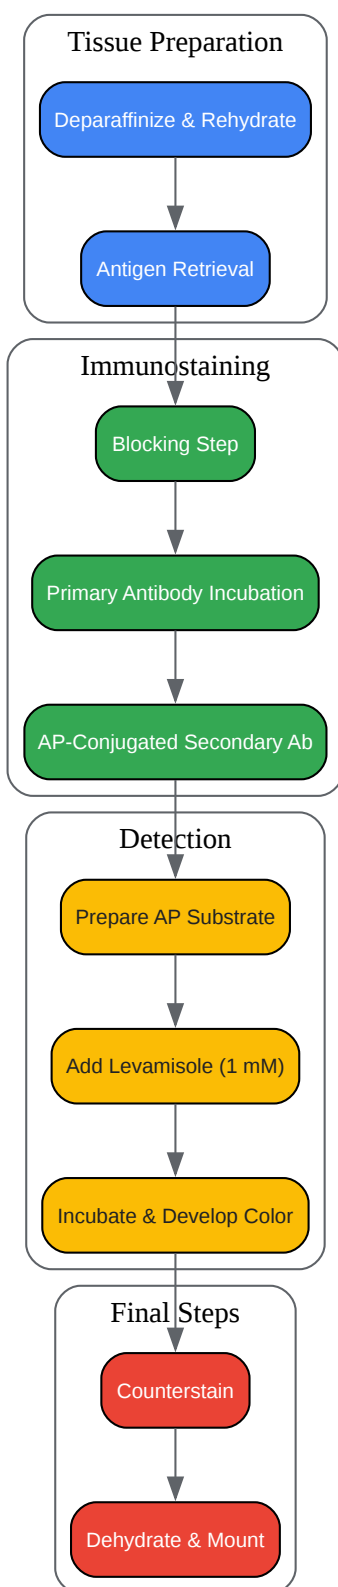 Tissue Preparation
Deparaffinize & Rehydrate
Antigen Retrieval
Immunostaining
Blocking Step
Primary Antibody Incubation
AP-Conjugated Secondary Ab
Detection
Prepare AP Substrate
Add Levamisole (1 mM)
Incubate & Develop Color
Final Steps
Counterstain
Dehydrate & Mount